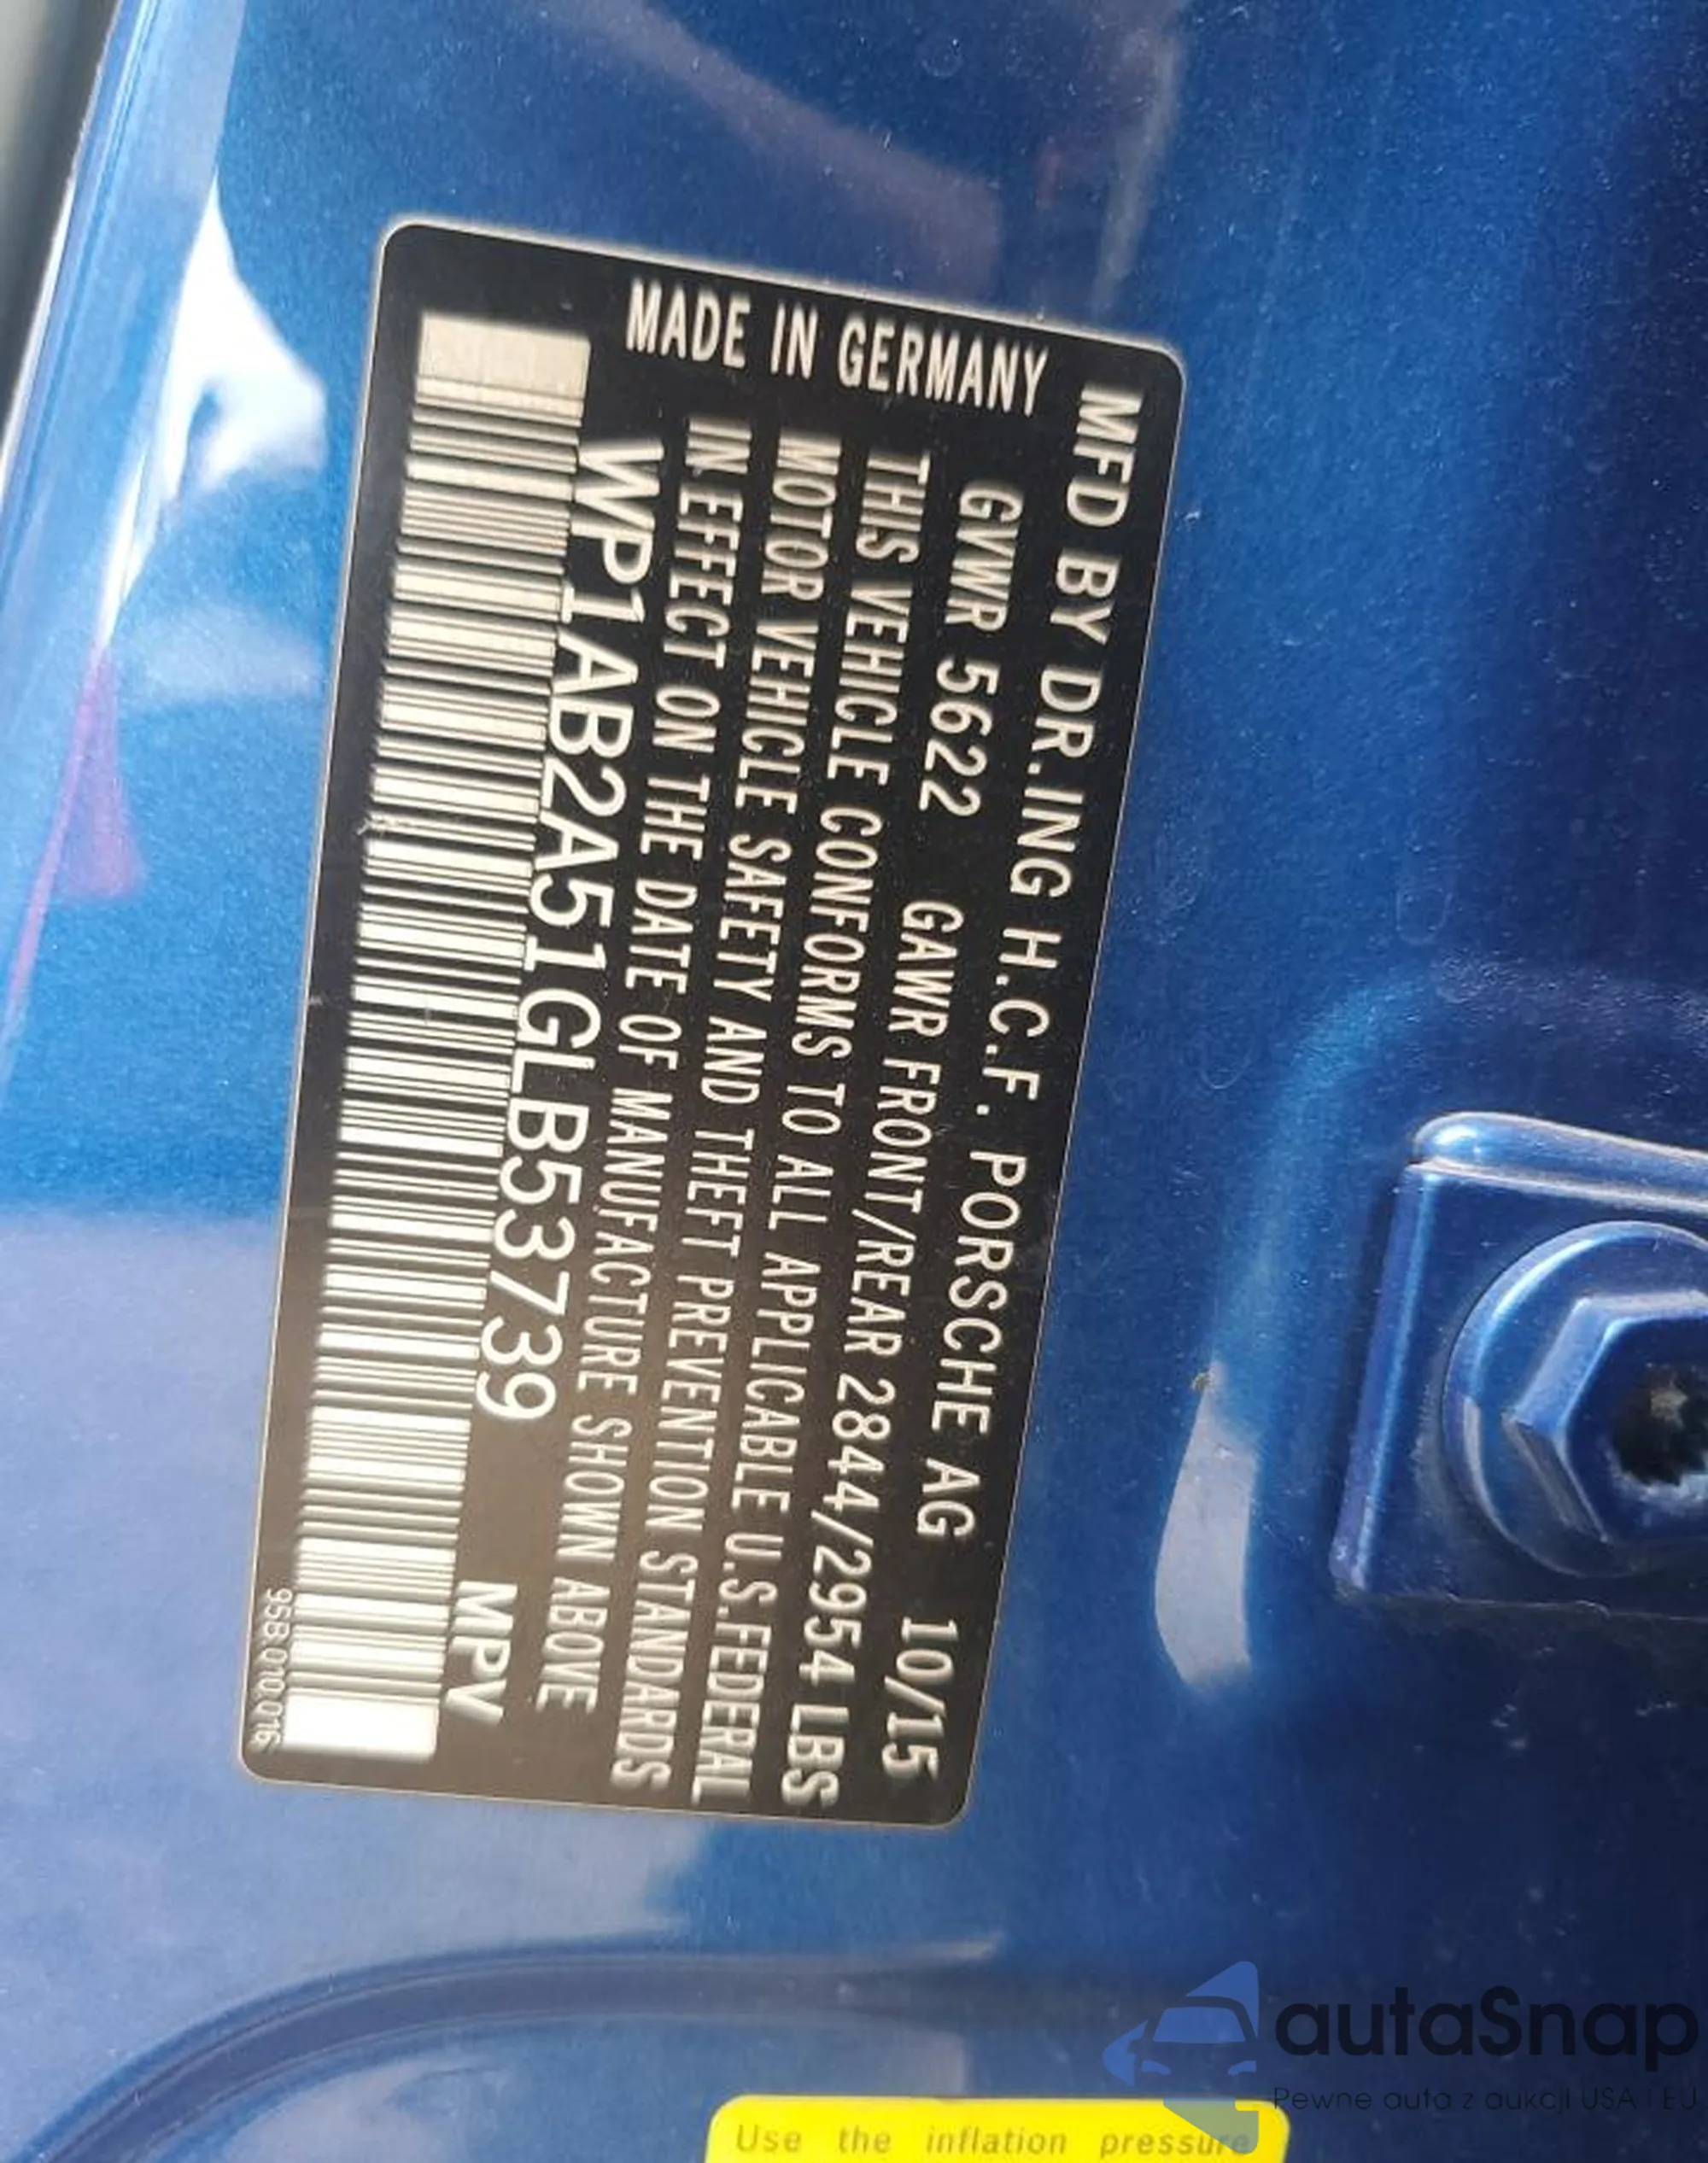 MFD BY DR.ING H.C.F. PORSCHE AG 10/15
GVWR 5622 GAWR FRONT/REAR 2844/2954 LBS
THIS VEHICLE CONFORMS TO ALL APPLICABLE U.S.FEDERAL
MOTOR VEHICLE SAFETY AND THEFT PREVENTION STANDARDS
IN EFFECT ON THE DATE OF MANUFACTURE SHOWN ABOVE
WP1AB2A51GLB53739 MPV
MADE IN GERMANY
95B.010.016
Use the inflation pressure
autaSnap
Pewne auta z aukcji USA i EU